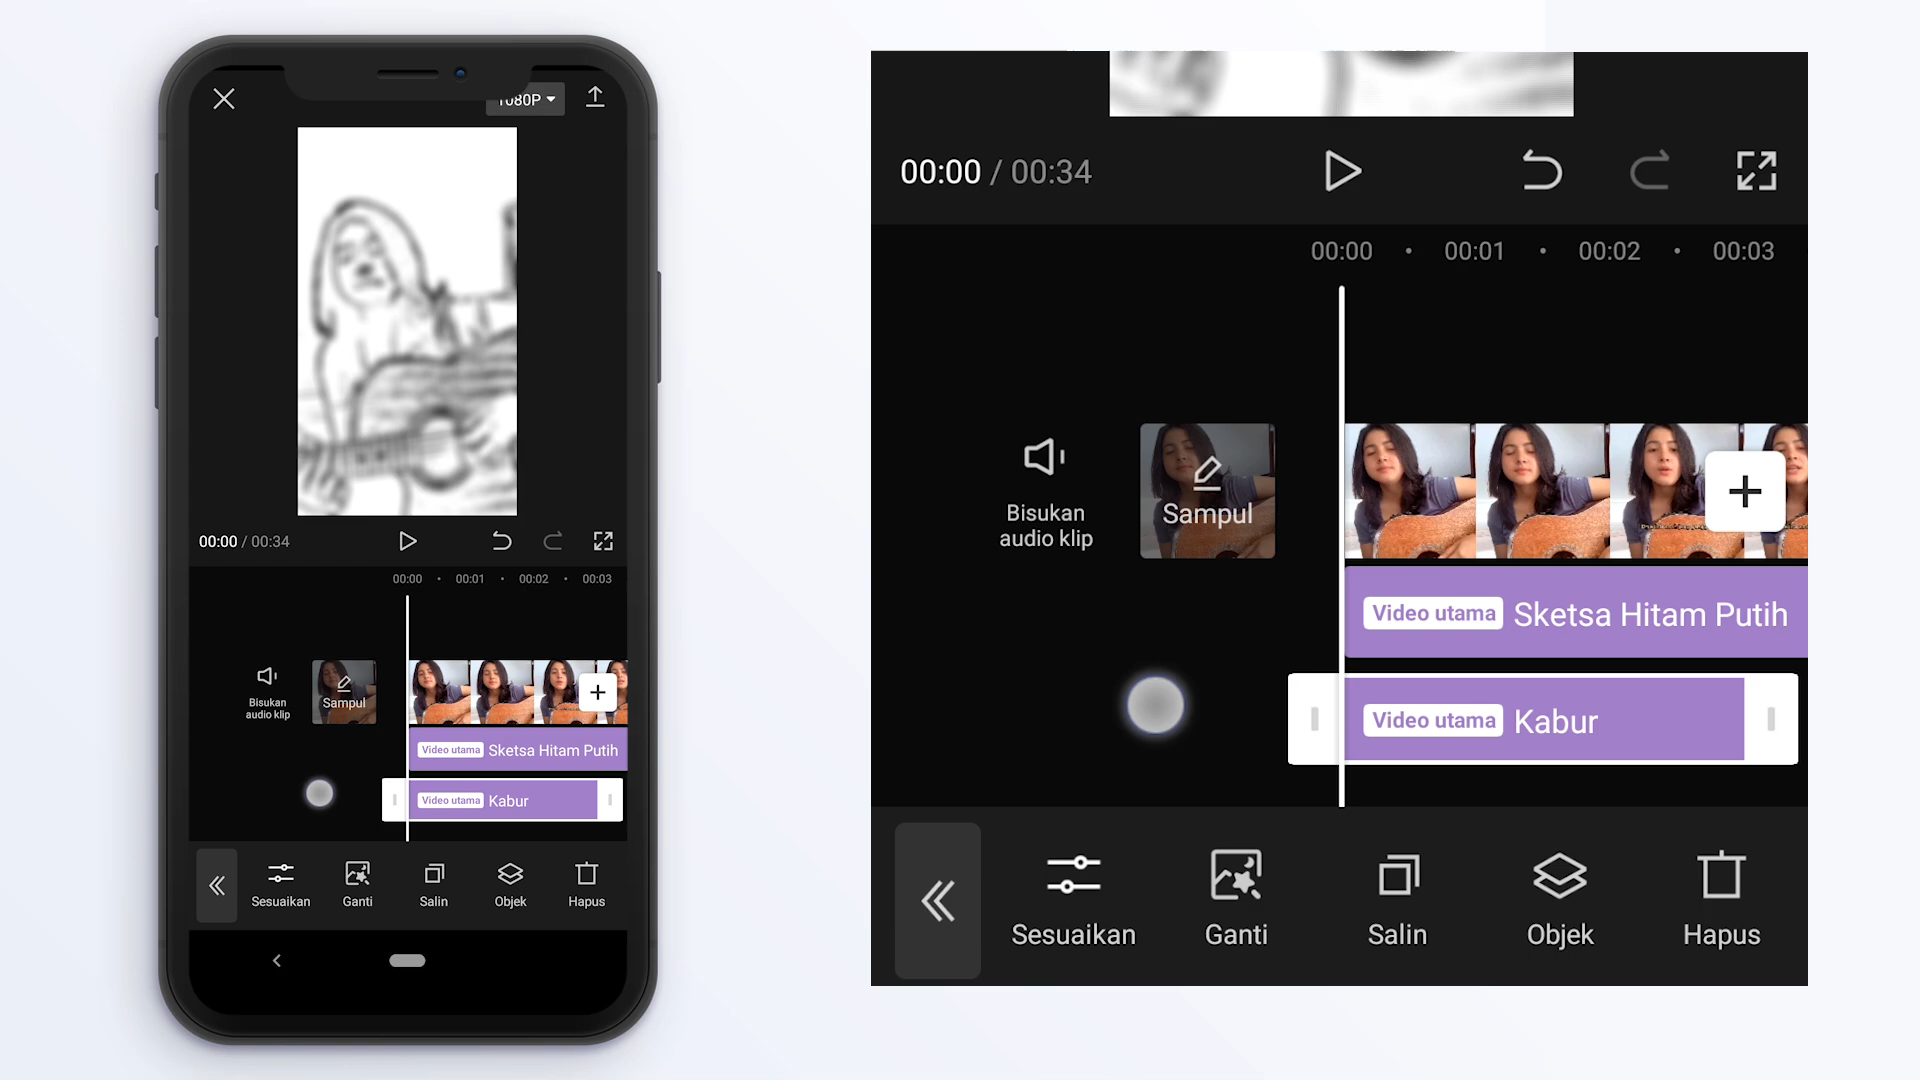 1080P
00:00 / 00:34
00:00 00:01 00:02 00:03
Bisukan
audio klip
Sampul
Video utama Sketsa Hitam Putih
Video utama Kabur
Sesuaikan Ganti Salin Objek Hapus
00:00 / 00:34
00:00 00:01 00:02 00:03
Bisukan
audio klip
Sampul
Video utama Sketsa Hitam Putih
Video utama Kabur
Sesuaikan Ganti Salin Objek Hapus